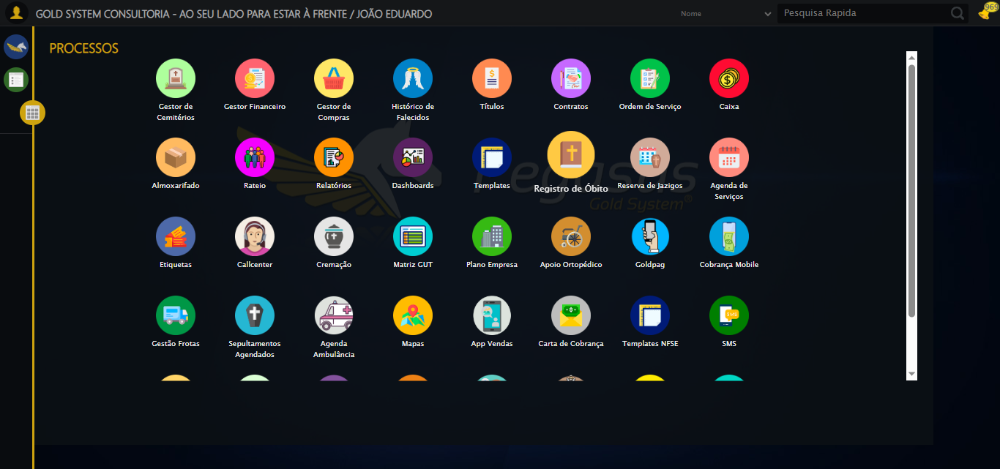 GOLD SYSTEM CONSULTORIA - AO SEU LADO PARA ESTAR À FRENTE / JOÃO EDUARDO
Nome
Pesquisa Rapida
969
PROCESSOS
Gestor de
Cemitérios
Gestor Financeiro
Gestor de
Compras
Histórico de
Falecidos
Títulos
Contratos
Ordem de Serviço
Caixa
Almoxarifado
Rateio
Relatórios
Dashboards
Templates
Registro de Óbito
Reserva de Jazigos
Agenda de
Serviços
Pegasus
Gold System®
Etiquetas
Callcenter
Cremação
Matriz GUT
Plano Empresa
Apoio Ortopédico
Goldpag
Cobrança Mobile
Gestão Frotas
Sepultamentos
Agendados
Agenda
Ambulância
Mapas
App Vendas
Carta de Cobrança
Templates NFSE
SMS
SMS